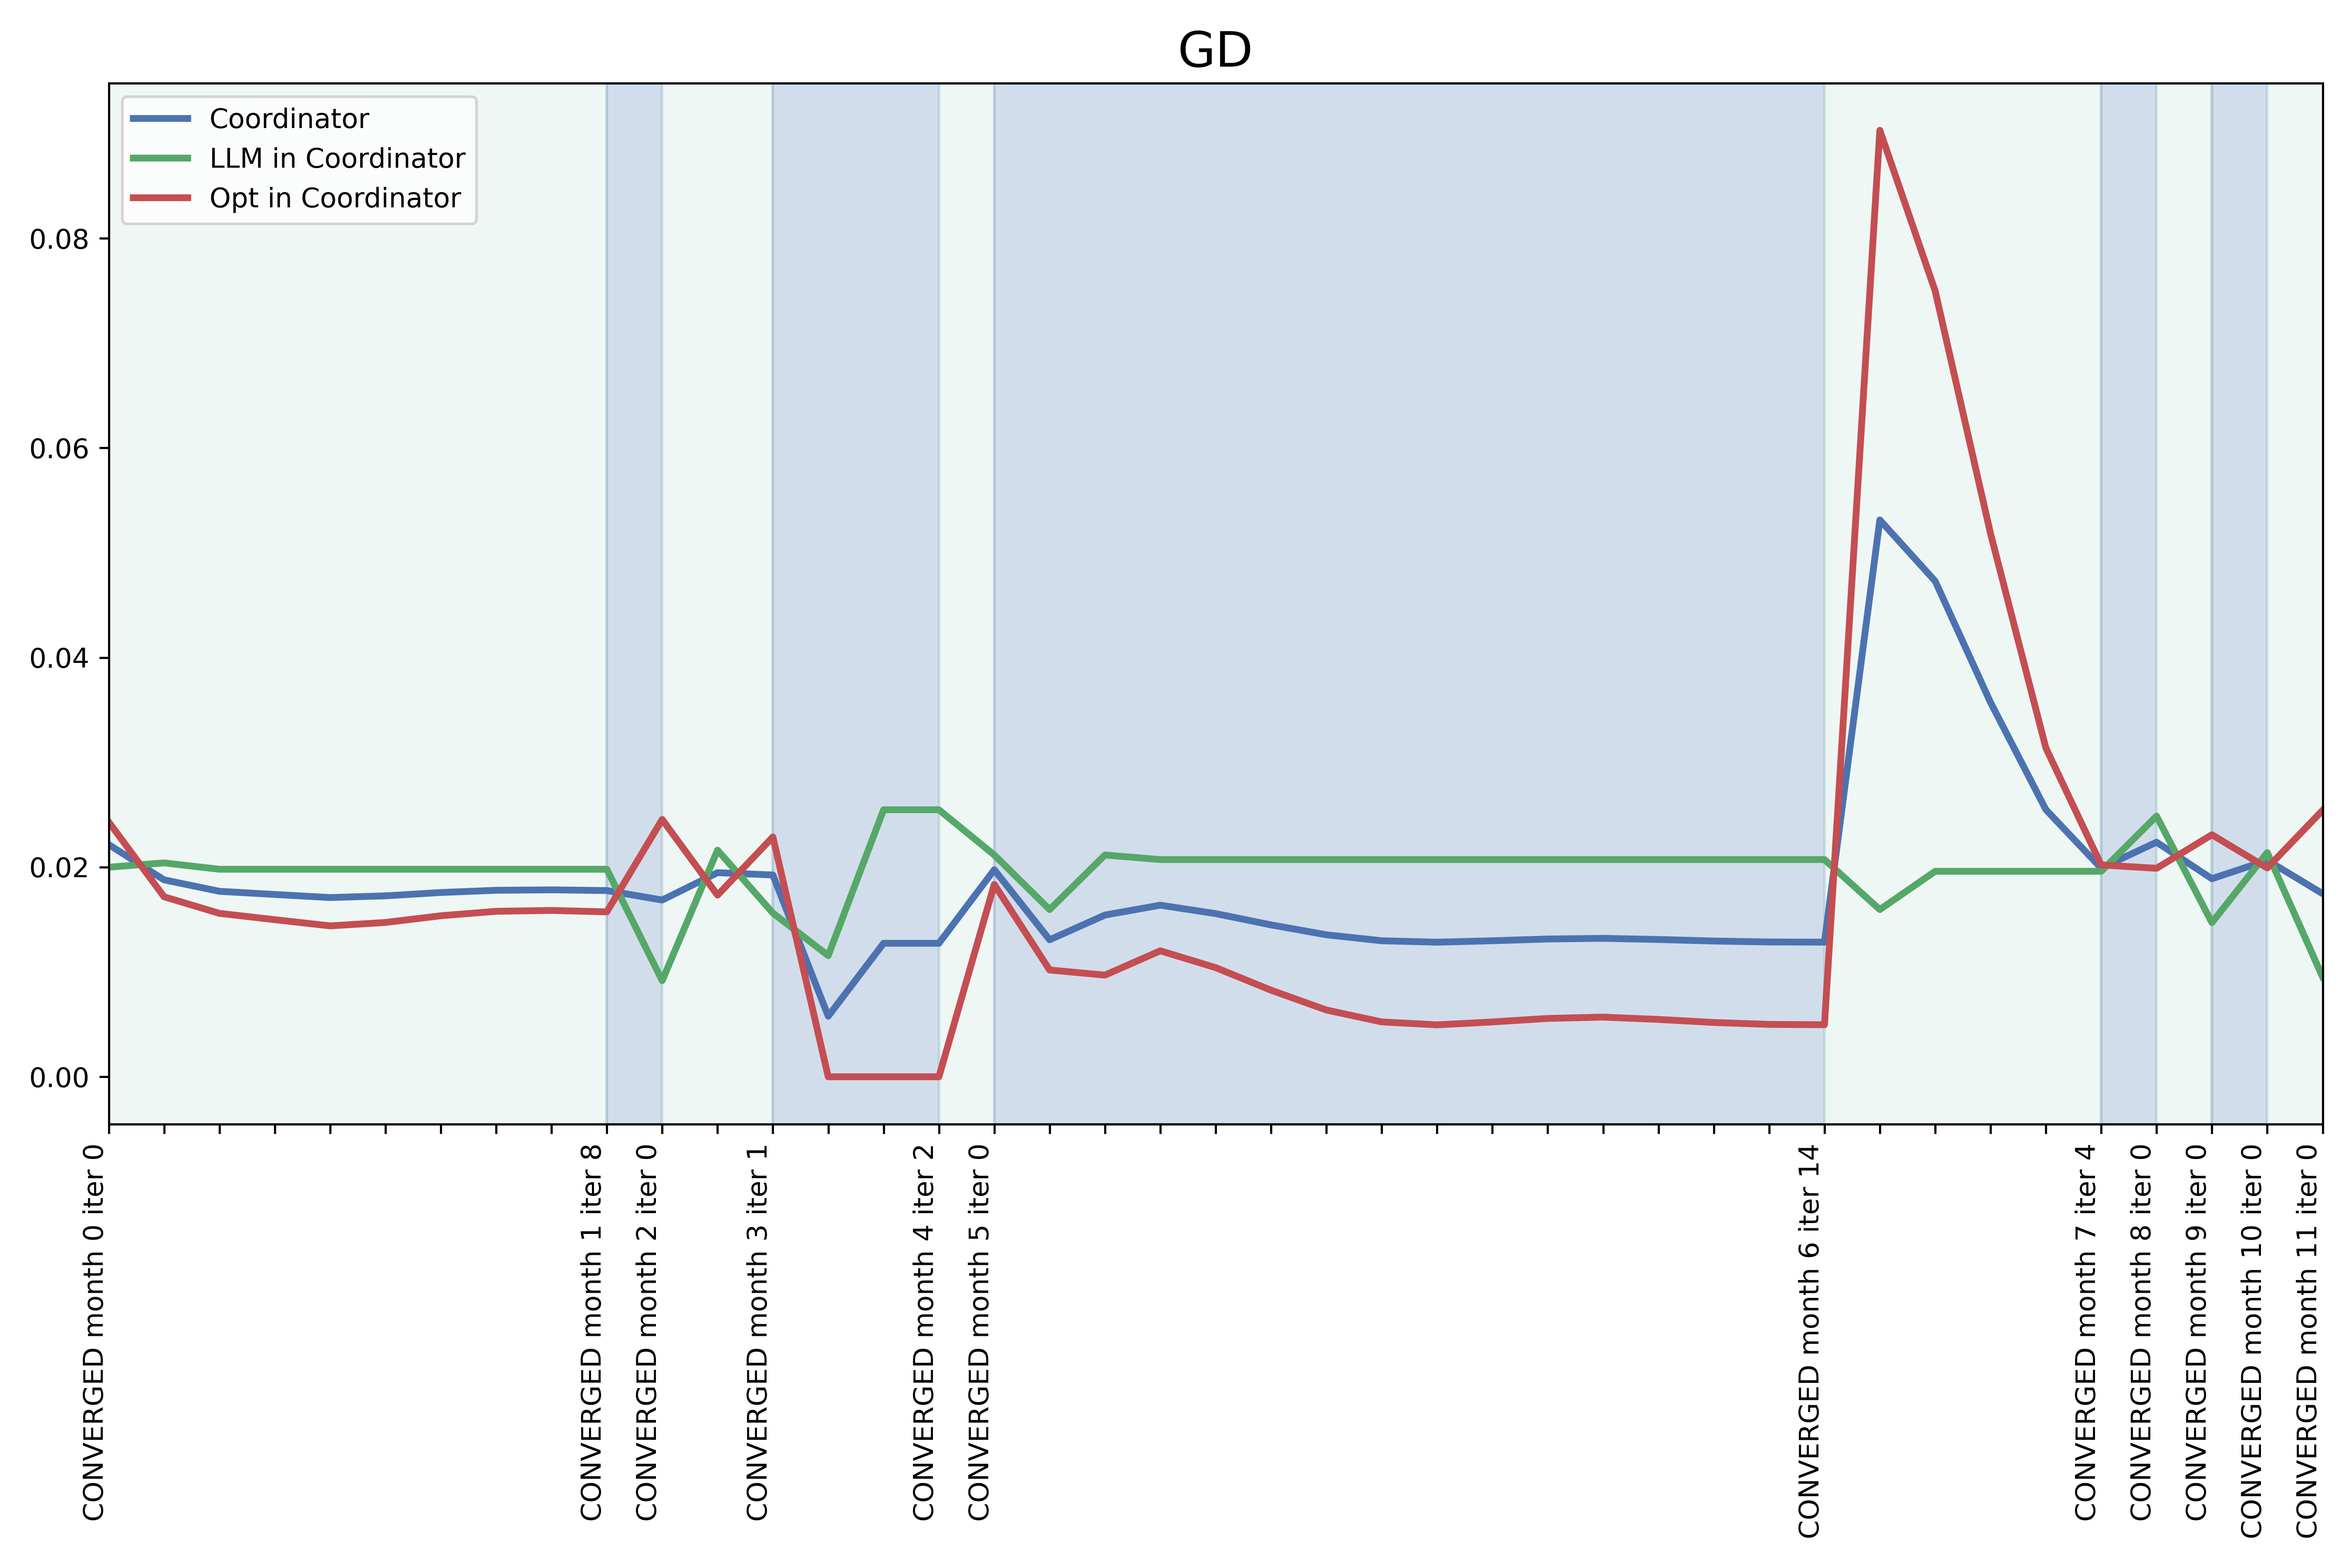 GD
Coordinator
LLM in Coordinator
Opt in Coordinator
0.08
0.06
0.04
0.02
0.00
CONVERGED month 0 iter 0
CONVERGED month 1 iter 8
CONVERGED month 2 iter 0
CONVERGED month 3 iter 1
CONVERGED month 4 iter 2
CONVERGED month 5 iter 0
CONVERGED month 6 iter 14
CONVERGED month 7 iter 4
CONVERGED month 8 iter 0
CONVERGED month 9 iter 0
CONVERGED month 10 iter 0
CONVERGED month 11 iter 0